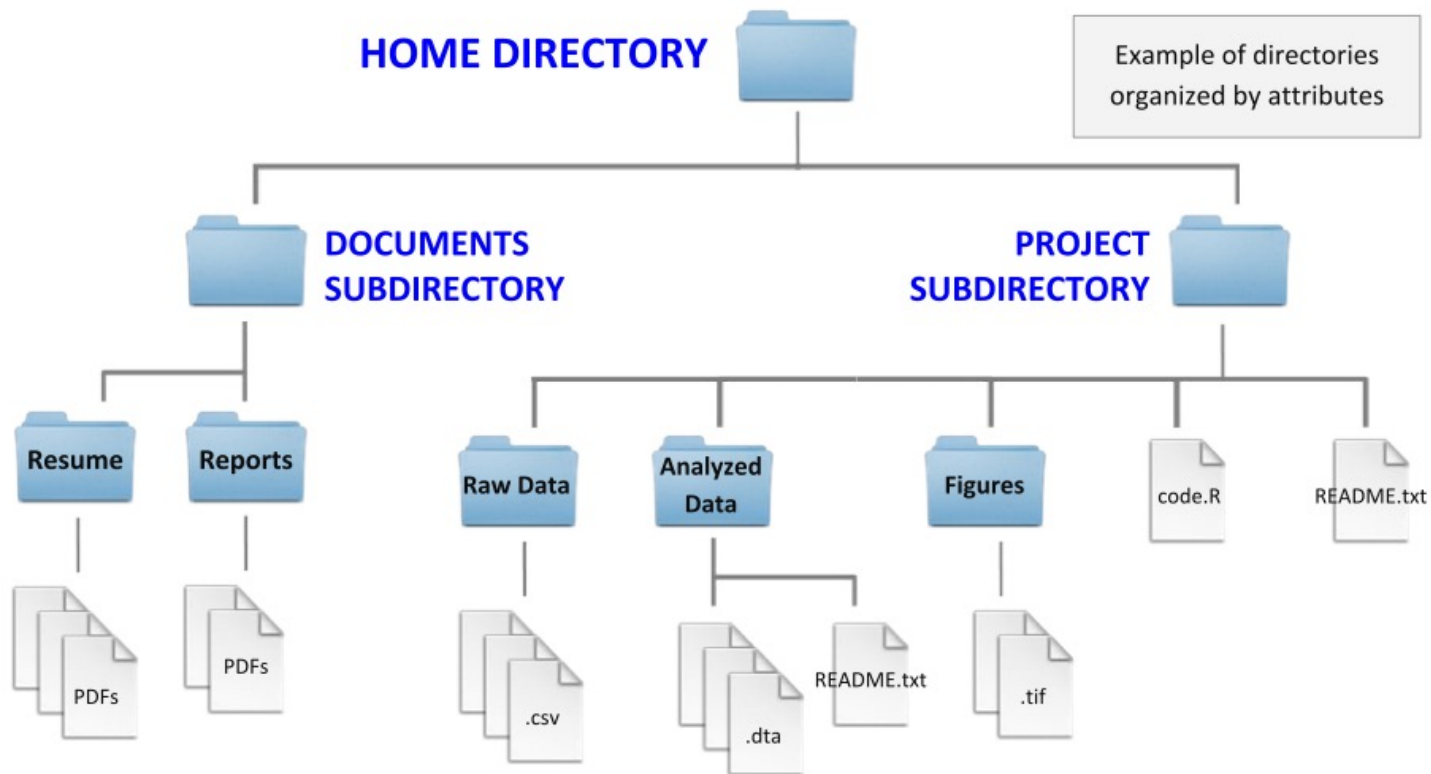 HOME DIRECTORY
Example of directories
organized by attributes
DOCUMENTS
SUBDIRECTORY
PROJECT
SUBDIRECTORY
Resume
Reports
Raw Data
Analyzed
Data
Figures
code.R
README.txt
PDFs
PDFs
.csv
.dta
README.txt
.tif